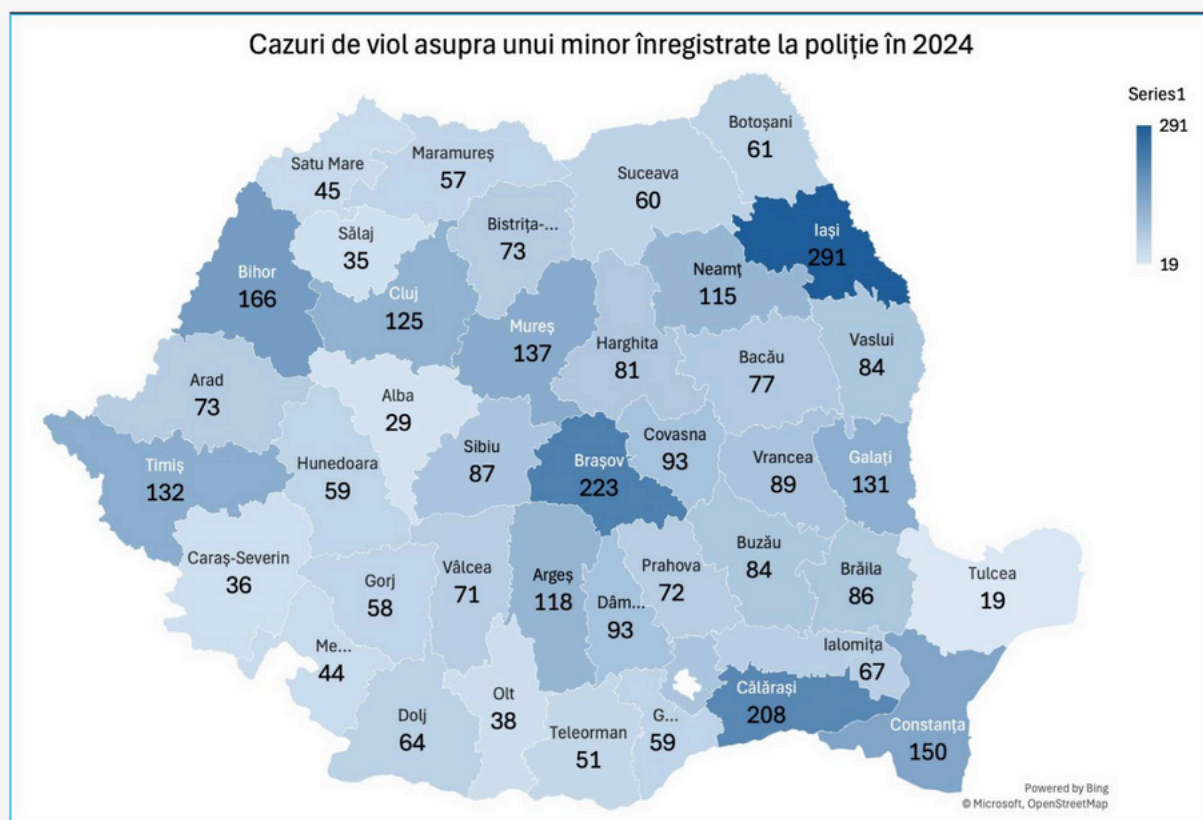 Cazuri de viol asupra unui minor înregistrate la poliție în 2024
Series1
291
19
Botoșani
61
Satu Mare
45
Maramureș
57
Suceava
60
Iași
291
Sălaj
35
Bistrița-...
73
Neamț
115
Bihor
166
Cluj
125
Mureș
137
Harghita
81
Bacău
77
Vaslui
84
Arad
73
Alba
29
Sibiu
87
Brașov
223
Covasna
93
Vrancea
89
Galați
131
Timiș
132
Hunedoara
59
Caraș-Severin
36
Gorj
58
Vâlcea
71
Argeș
118
Dâm...
93
Prahova
72
Buzău
84
Brăila
86
Tulcea
19
Me...
44
Ialomița
67
Dolj
64
Olt
38
Teleorman
51
G...
59
Călărași
208
Constanța
150
Powered by Bing
© Microsoft, OpenStreetMap